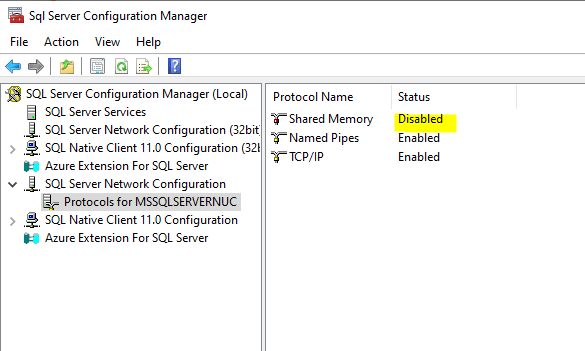 Sql Server Configuration Manager
File Action View Help
SQL Server Configuration Manager (Local)
SQL Server Services
SQL Server Network Configuration (32bit
SQL Native Client 11.0 Configuration (32l
Azure Extension For SQL Server
SQL Server Network Configuration
Protocols for MSSQLSERVERNUC
SQL Native Client 11.0 Configuration
Azure Extension For SQL Server
Protocol Name Status
Shared Memory Disabled
Named Pipes Enabled
TCP/IP Enabled